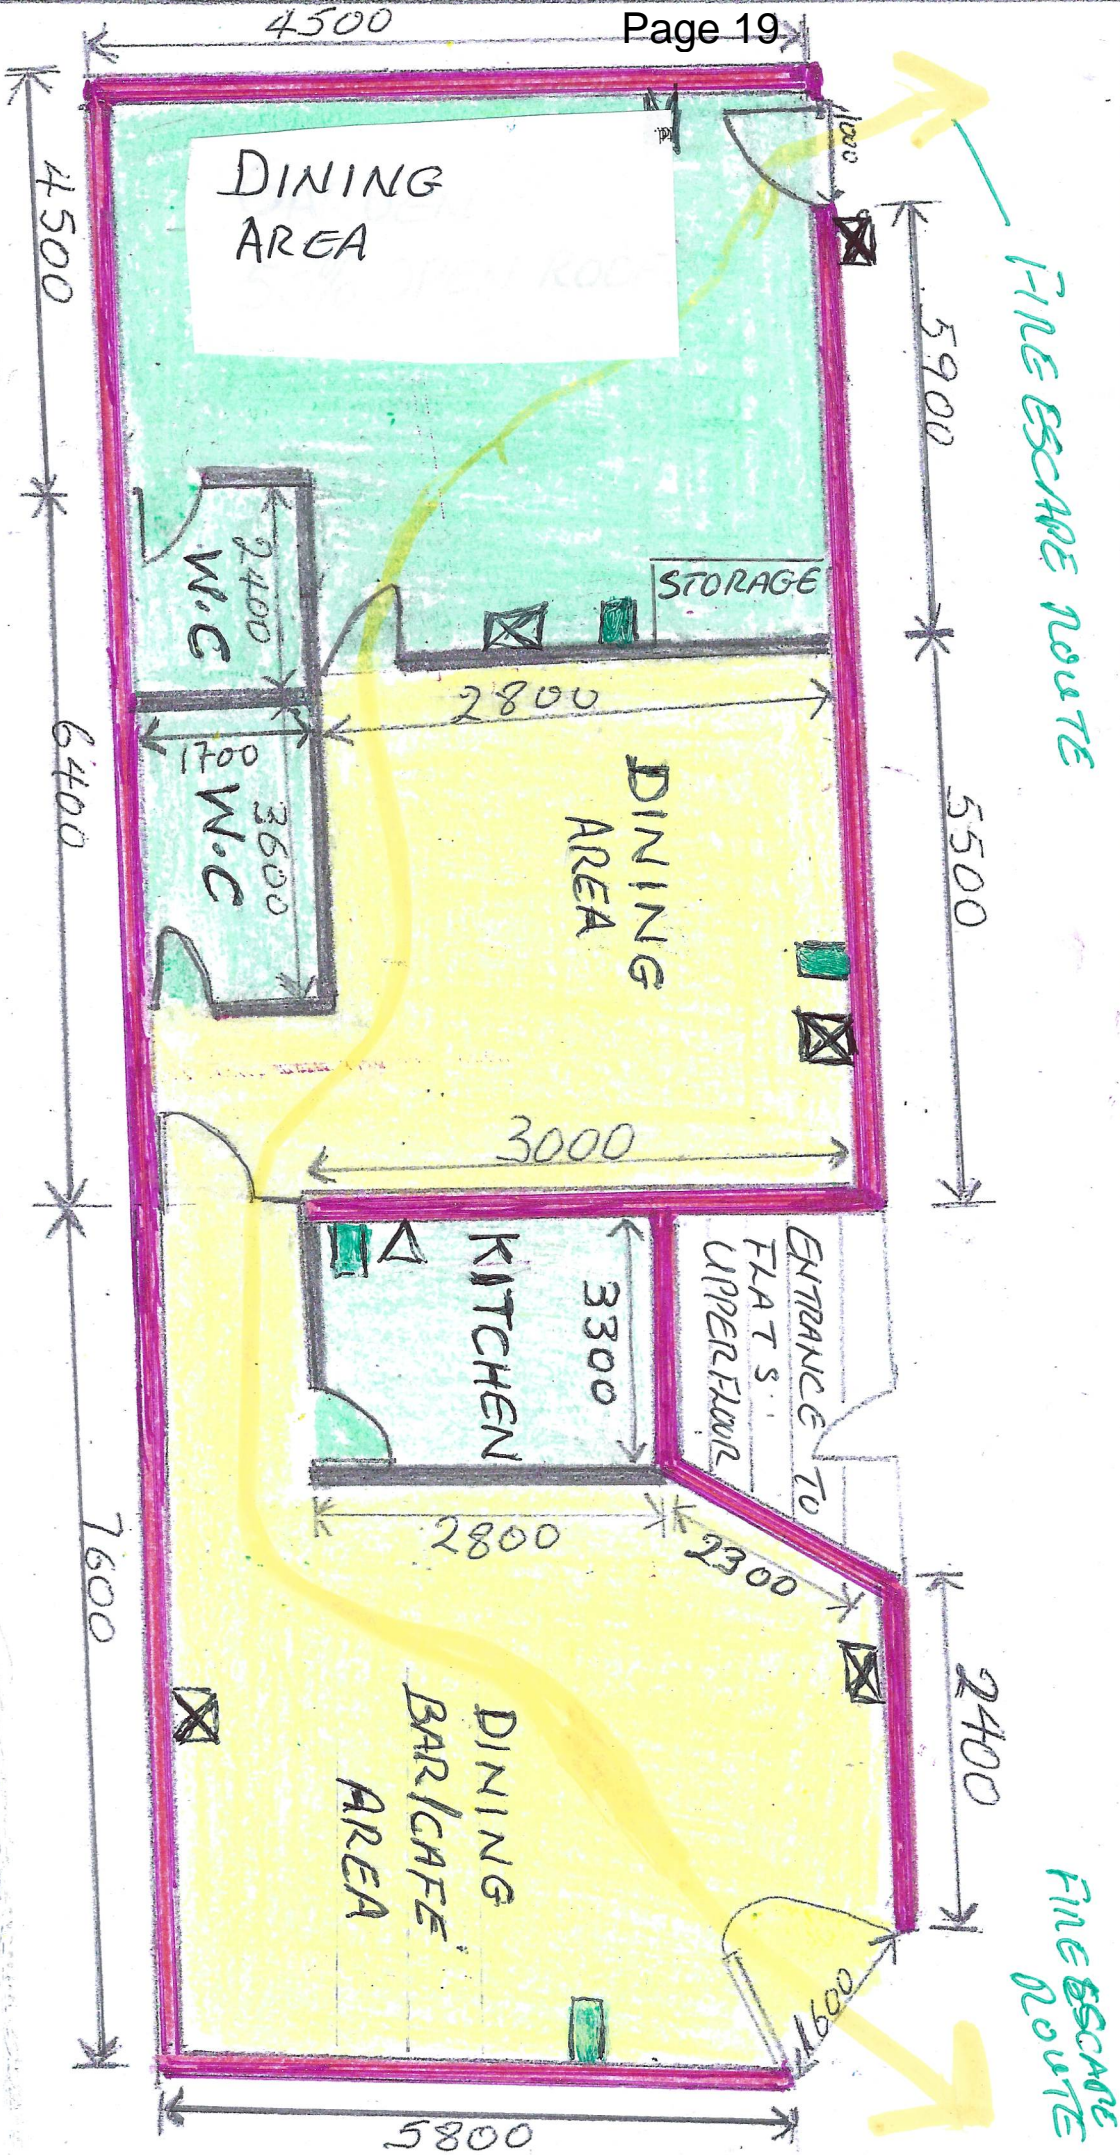 4500
Page 19
DINING
AREA
1000
4500
5900
FIRE ESCAPE ROUTE
STORAGE
2400
W.C
2800
1700
3600
W.C
DINING
AREA
6400
5500
3000
KITCHEN
3300
ENTRANCE TO
FLATS
UPPERFLOOR
2800
2300
2400
7600
DINING
BAR/CAFE
AREA
1600
FIRE ESCAPE
ROUTE
5800